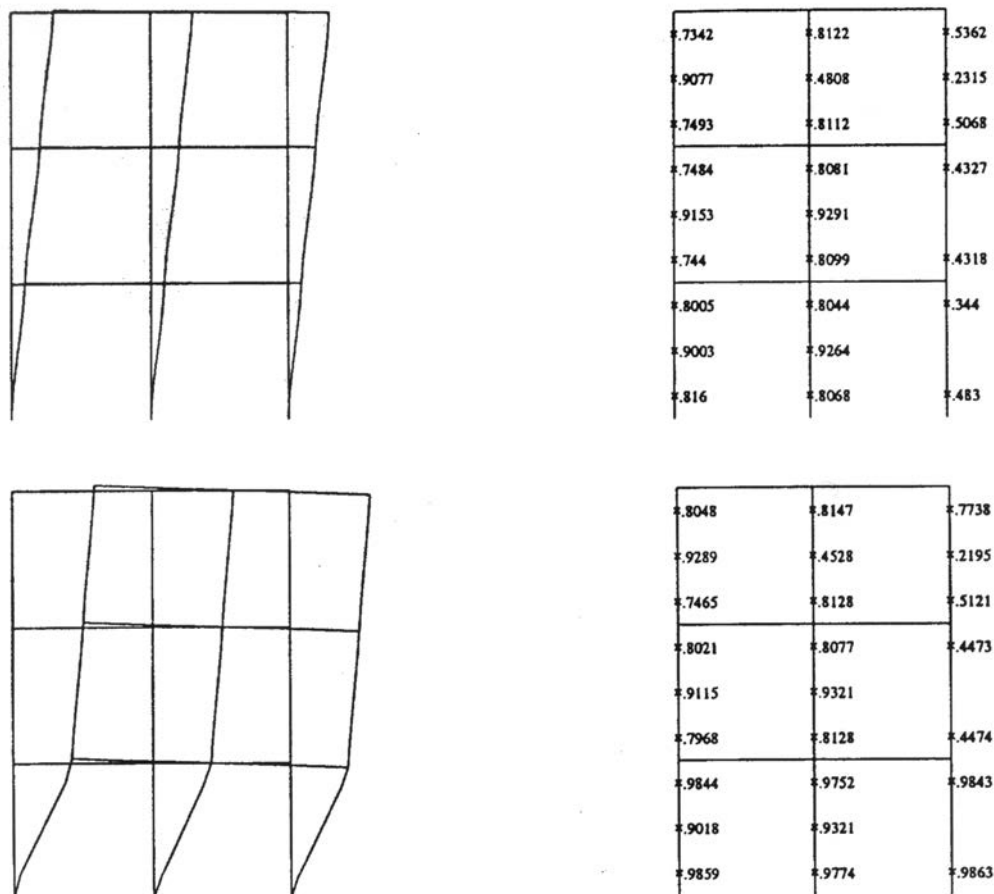 .7342 .8122 .5362
.9077 .4808 .2315
.7493 .8112 .5068
.7484 .8081 .4327
.9153 .9291
.744 .8099 .4318
.8005 .8044 .344
.9003 .9264
.816 .8068 .483
.8048 .8147 .7738
.9289 .4528 .2195
.7465 .8128 .5121
.8021 .8077 .4473
.9115 .9321
.7968 .8128 .4474
.9844 .9752 .9843
.9018 .9321
.9859 .9774 .9863